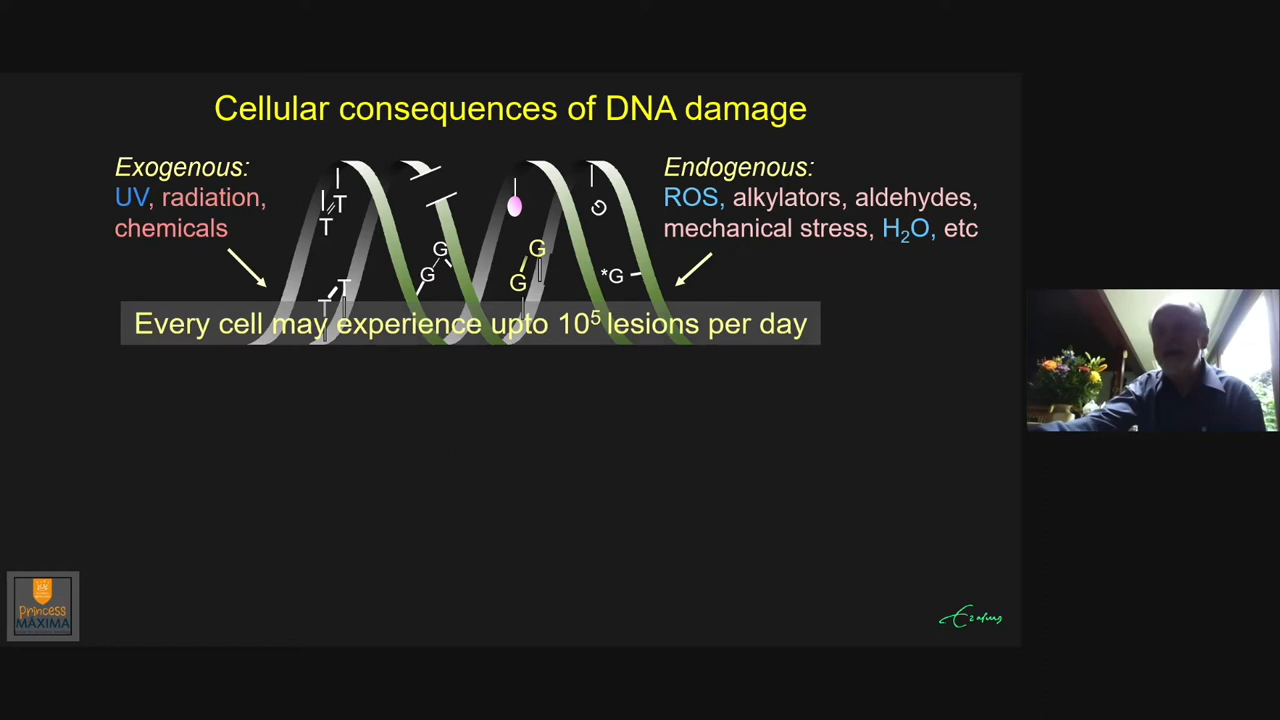 Cellular consequences of DNA damage
Exogenous:
UV, radiation,
chemicals
Endogenous:
ROS, alkylators, aldehydes,
mechanical stress, H₂O, etc
T
T
T
T
G
G
G
G
G
*G
Every cell may experience upto 10⁵ lesions per day
Princess
MÁXIMA
Erasmus